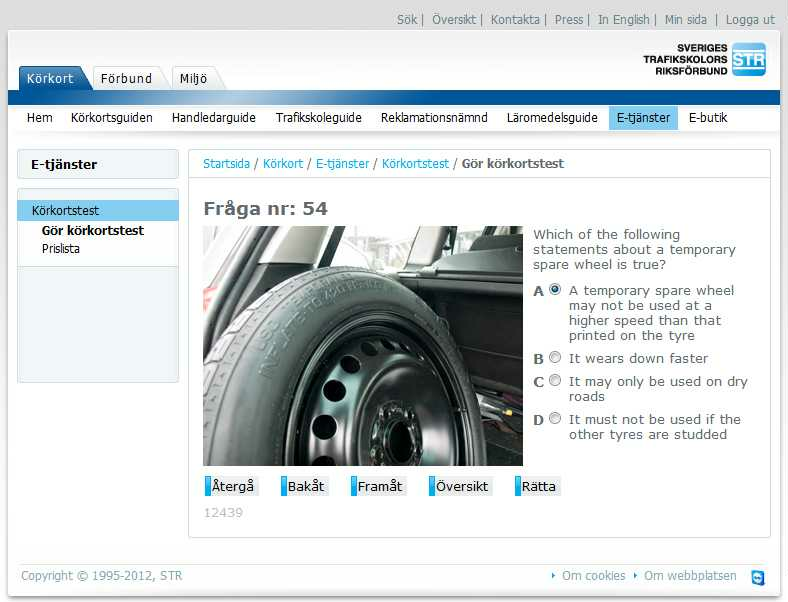 Sök | Översikt | Kontakta | Press | In English | Min sida | Logga ut
SVERIGES
TRAFIKSKOLORS
RIKSFÖRBUND
STR
Körkort Förbund Miljö
Hem Körkortsguiden Handledarguide Trafikskoleguide Reklamationsnämnd Läromedelsguide E-tjänster E-butik
E-tjänster
Körkortstest
Gör körkortstest
Prislista
Startsida / Körkort / E-tjänster / Körkortstest / Gör körkortstest
Fråga nr: 54
Which of the following
statements about a temporary
spare wheel is true?
A A temporary spare wheel
may not be used at a
higher speed than that
printed on the tyre
B It wears down faster
C It may only be used on dry
roads
D It must not be used if the
other tyres are studded
Återgå Bakåt Framåt Översikt Rätta
12439
Copyright © 1995-2012, STR
Om cookies Om webbplatsen